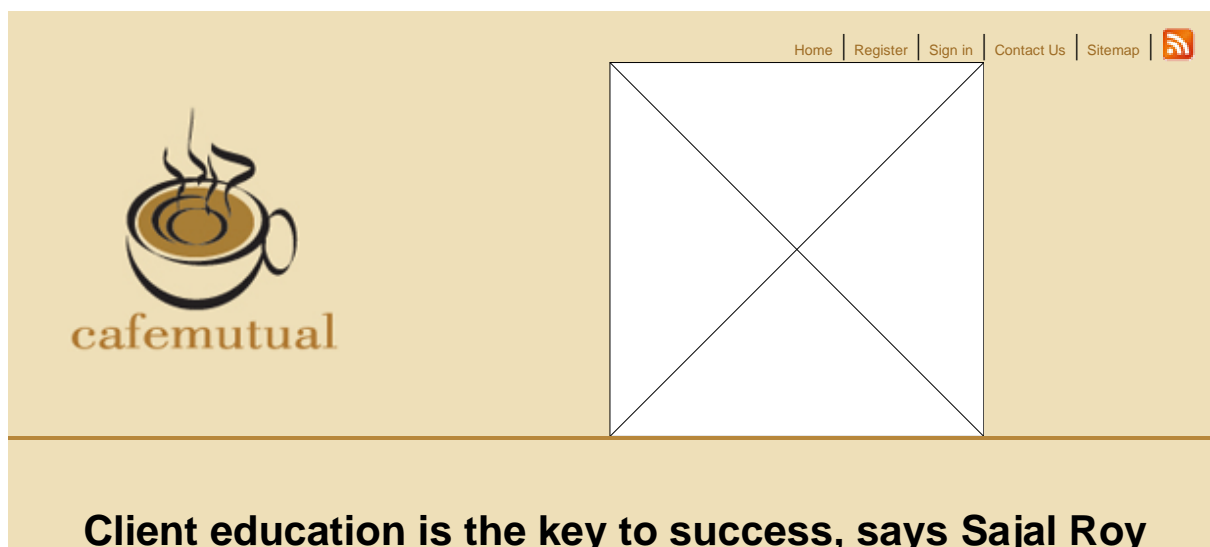 Home | Register | Sign in | Contact Us | Sitemap |
cafemutual
Client education is the key to success, says Sajal Roy